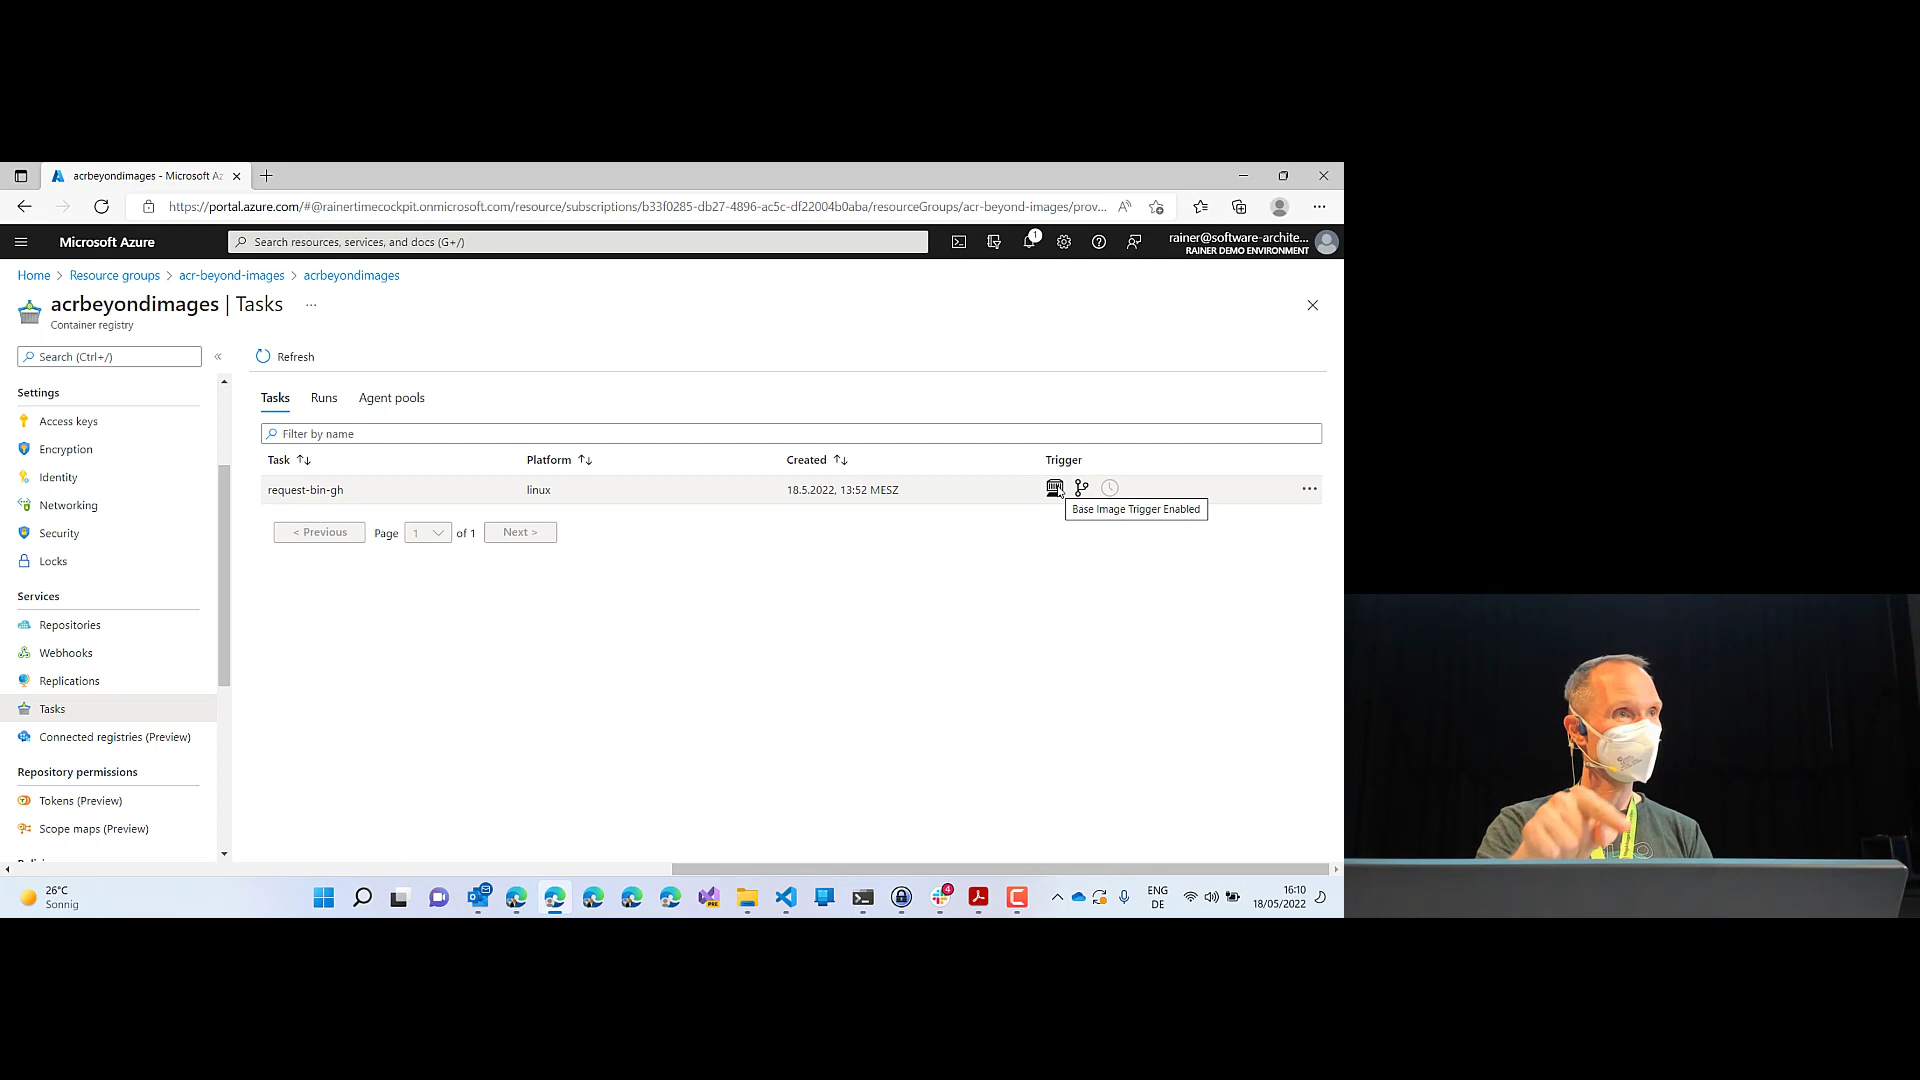 acrbeyondimages - Microsoft Az
https://portal.azure.com/#@rainertimecockpit.onmicrosoft.com/resource/subscriptions/b33f0285-db27-4896-ac5c-df22004b0aba/resourceGroups/acr-beyond-images/prov...
Microsoft Azure
Search resources, services, and docs (G+/)
1
rainer@software-archite...
RAINER DEMO ENVIRONMENT
Home > Resource groups > acr-beyond-images > acrbeyondimages
acrbeyondimages | Tasks ...
Container registry
Search (Ctrl+/)
«
Refresh
Settings
Access keys
Encryption
Identity
Networking
Security
Locks
Services
Repositories
Webhooks
Replications
Tasks
Connected registries (Preview)
Repository permissions
Tokens (Preview)
Scope maps (Preview)
Tasks Runs Agent pools
Filter by name
Task Platform Created Trigger
request-bin-gh linux 18.5.2022, 13:52 MESZ
Base Image Trigger Enabled
< Previous Page 1 of 1 Next >
26°C
Sonnig
PRE
4
ENG
DE
16:10
18/05/2022